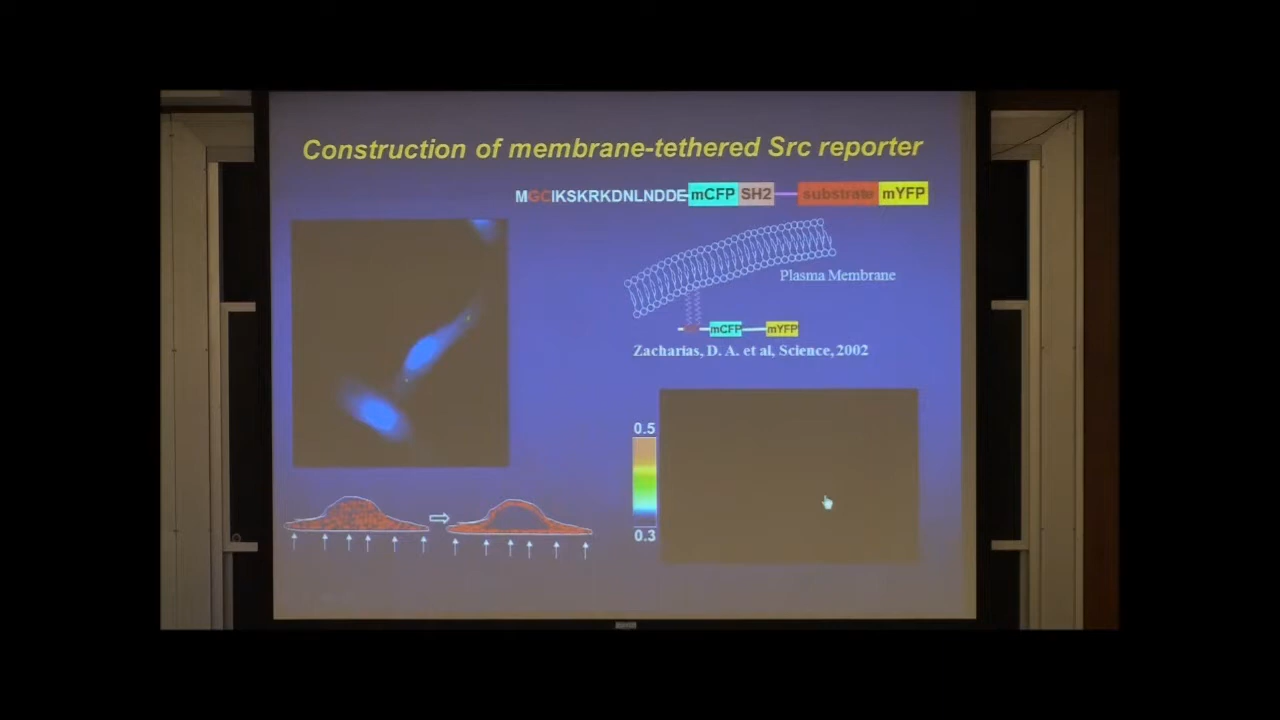 Construction of membrane-tethered Src reporter
MGCIKSKRKDNLNDDE mCFP SH2 substrate mYFP
Plasma Membrane
mCFP mYFP
Zacharias, D. A. et al, Science, 2002
0.5
0.3